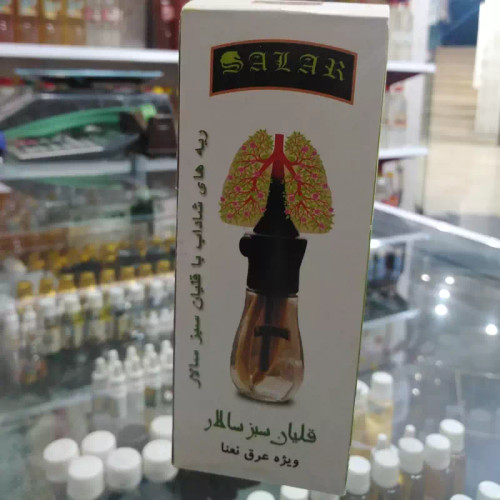 SALAR
ریه های شاداب با قلیان سبز سالار
قلیان سبز سالار
ویژه عرق نعنا